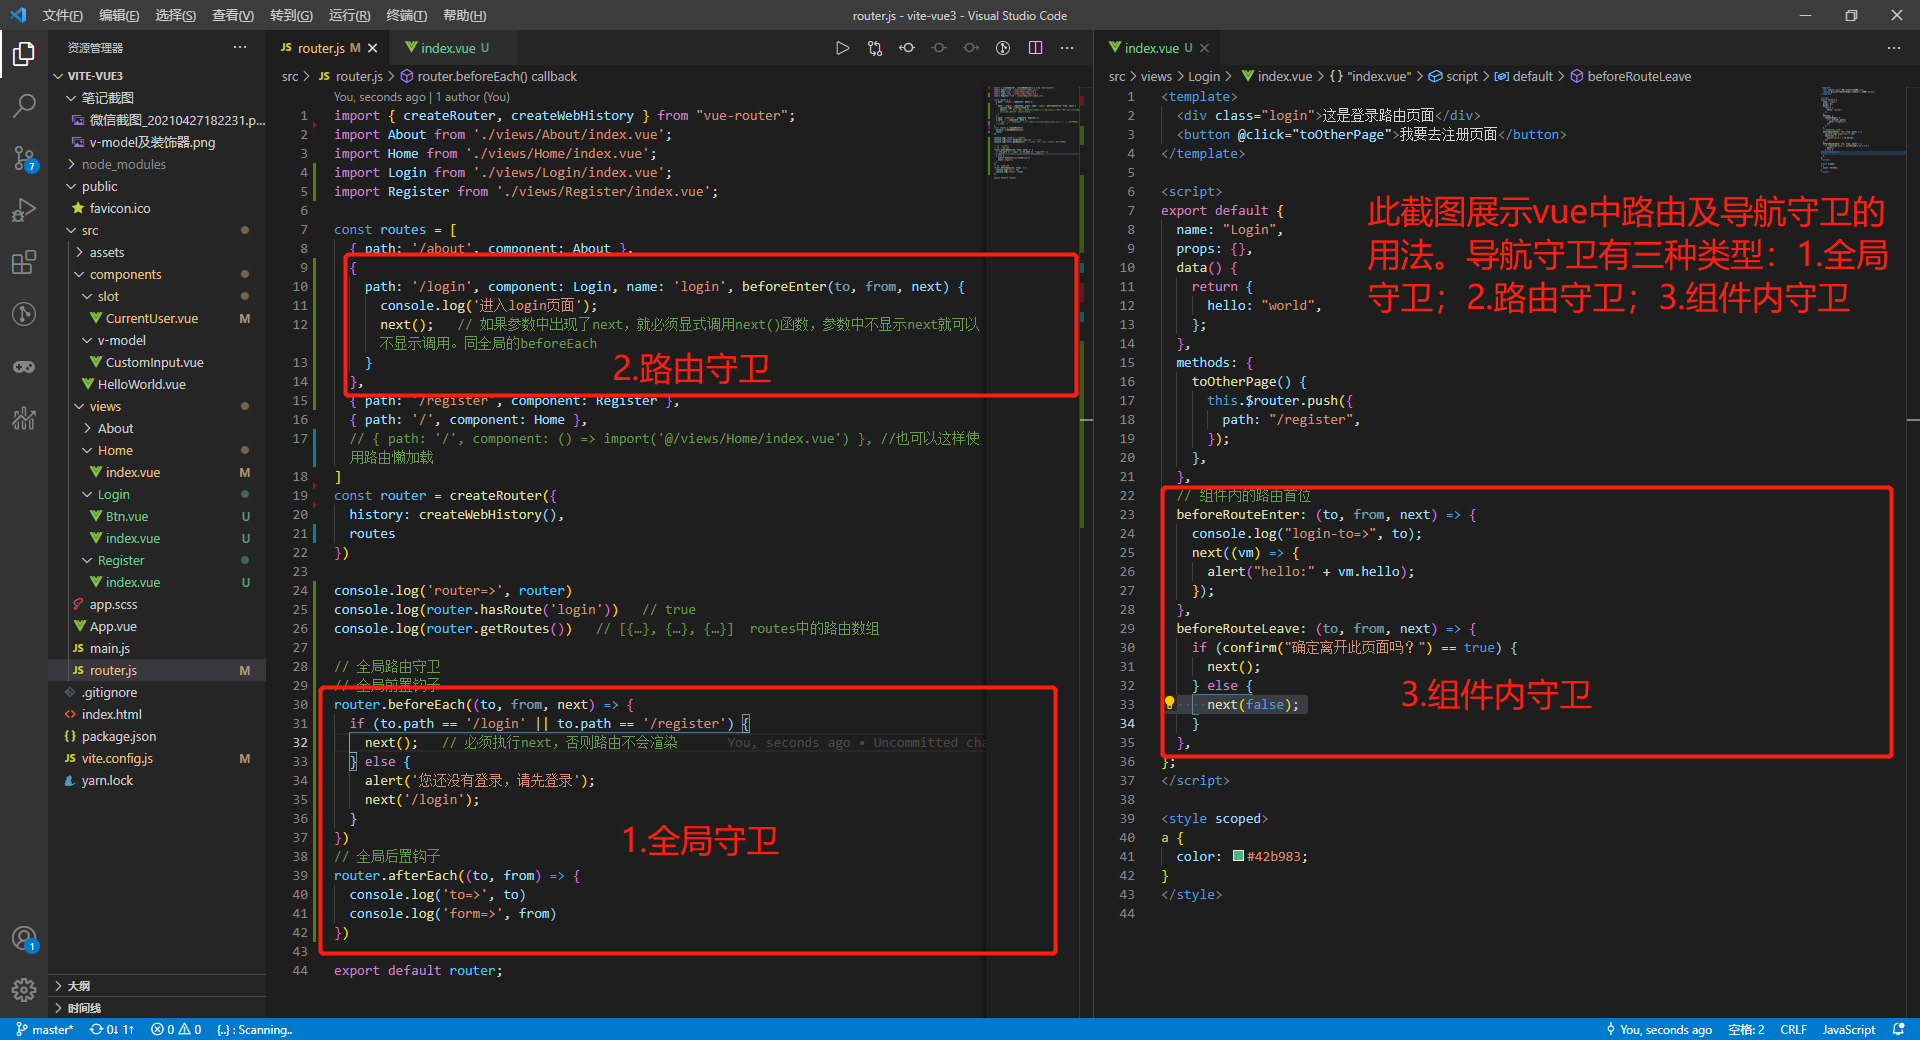 文件(F) 编辑(E) 选择(S) 查看(V) 转到(G) 运行(R) 终端(T) 帮助(H)
router.js - vite-vue3 - Visual Studio Code
资源管理器
VITE-VUE3
笔记截图
微信截图_20210427182231.p...
v-model及装饰器.png
node_modules
public
favicon.ico
src
assets
components
slot
CurrentUser.vue M
v-model
CustomInput.vue
HelloWorld.vue
views
About
Home
index.vue M
Login
Btn.vue U
index.vue U
Register
index.vue U
app.scss
App.vue
JS main.js
JS router.js M
.gitignore
index.html
package.json
JS vite.config.js M
yarn.lock
大纲
时间线
7
1
JS router.js M
index.vue U
src > JS router.js > router.beforeEach() callback
You, seconds ago | 1 author (You)
1 import { createRouter, createWebHistory } from "vue-router";
2 import About from './views/About/index.vue';
3 import Home from './views/Home/index.vue';
4 import Login from './views/Login/index.vue';
5 import Register from './views/Register/index.vue';
6
7 const routes = [
8 { path: '/about', component: About },
9 {
10 path: '/login', component: Login, name: 'login', beforeEnter(to, from, next) {
11 console.log('进入login页面');
12 next(); // 如果参数中出现了next，就必须显式调用next()函数，参数中不显示next就可以
不显示调用。同全局的beforeEach
13 }
14 },
2.路由守卫
15 { path: '/register', component: Register },
16 { path: '/', component: Home },
17 // { path: '/', component: () => import('@/views/Home/index.vue') }, //也可以这样使
用路由懒加载
18 ]
19 const router = createRouter({
20 history: createWebHistory(),
21 routes
22 })
23
24 console.log('router=>', router)
25 console.log(router.hasRoute('login')) // true
26 console.log(router.getRoutes()) // [{…}, {…}, {…}] routes中的路由数组
27
28 // 全局路由守卫
29 // 全局前置钩子
30 router.beforeEach((to, from, next) => {
31 if (to.path == '/login' || to.path == '/register') {
32 next(); // 必须执行next，否则路由不会渲染 You, seconds ago • Uncommitted cha
33 } else {
34 alert('您还没有登录，请先登录');
35 next('/login');
36 }
37 })
1.全局守卫
38 // 全局后置钩子
39 router.afterEach((to, from) => {
40 console.log('to=>', to)
41 console.log('form=>', from)
42 })
43
44 export default router;
index.vue U
src > views > Login > index.vue > {} "index.vue" > script > default > beforeRouteLeave
1 <template>
2 <div class="login">这是登录路由页面</div>
3 <button @click="toOtherPage">我要去注册页面</button>
4 </template>
5
6 <script>
7 export default {
8 name: "Login",
9 props: {},
10 data() {
11 return {
12 hello: "world",
13 };
14 },
15 methods: {
16 toOtherPage() {
17 this.$router.push({
18 path: "/register",
19 });
20 },
21 },
此截图展示vue中路由及导航守卫的
用法。导航守卫有三种类型：1.全局
守卫；2.路由守卫；3.组件内守卫
22 // 组件内的路由首位
23 beforeRouteEnter: (to, from, next) => {
24 console.log("login-to=>", to);
25 next((vm) => {
26 alert("hello:" + vm.hello);
27 });
28 },
29 beforeRouteLeave: (to, from, next) => {
30 if (confirm("确定离开此页面吗？") == true) {
31 next();
32 } else {
33 next(false);
34 }
35 },
3.组件内守卫
36 };
37 </script>
38
39 <style scoped>
40 a {
41 color: #42b983;
42 }
43 </style>
44
master* 0↓ 1↑ 0 0 {..} : Scanning..
You, seconds ago 空格: 2 CRLF JavaScript